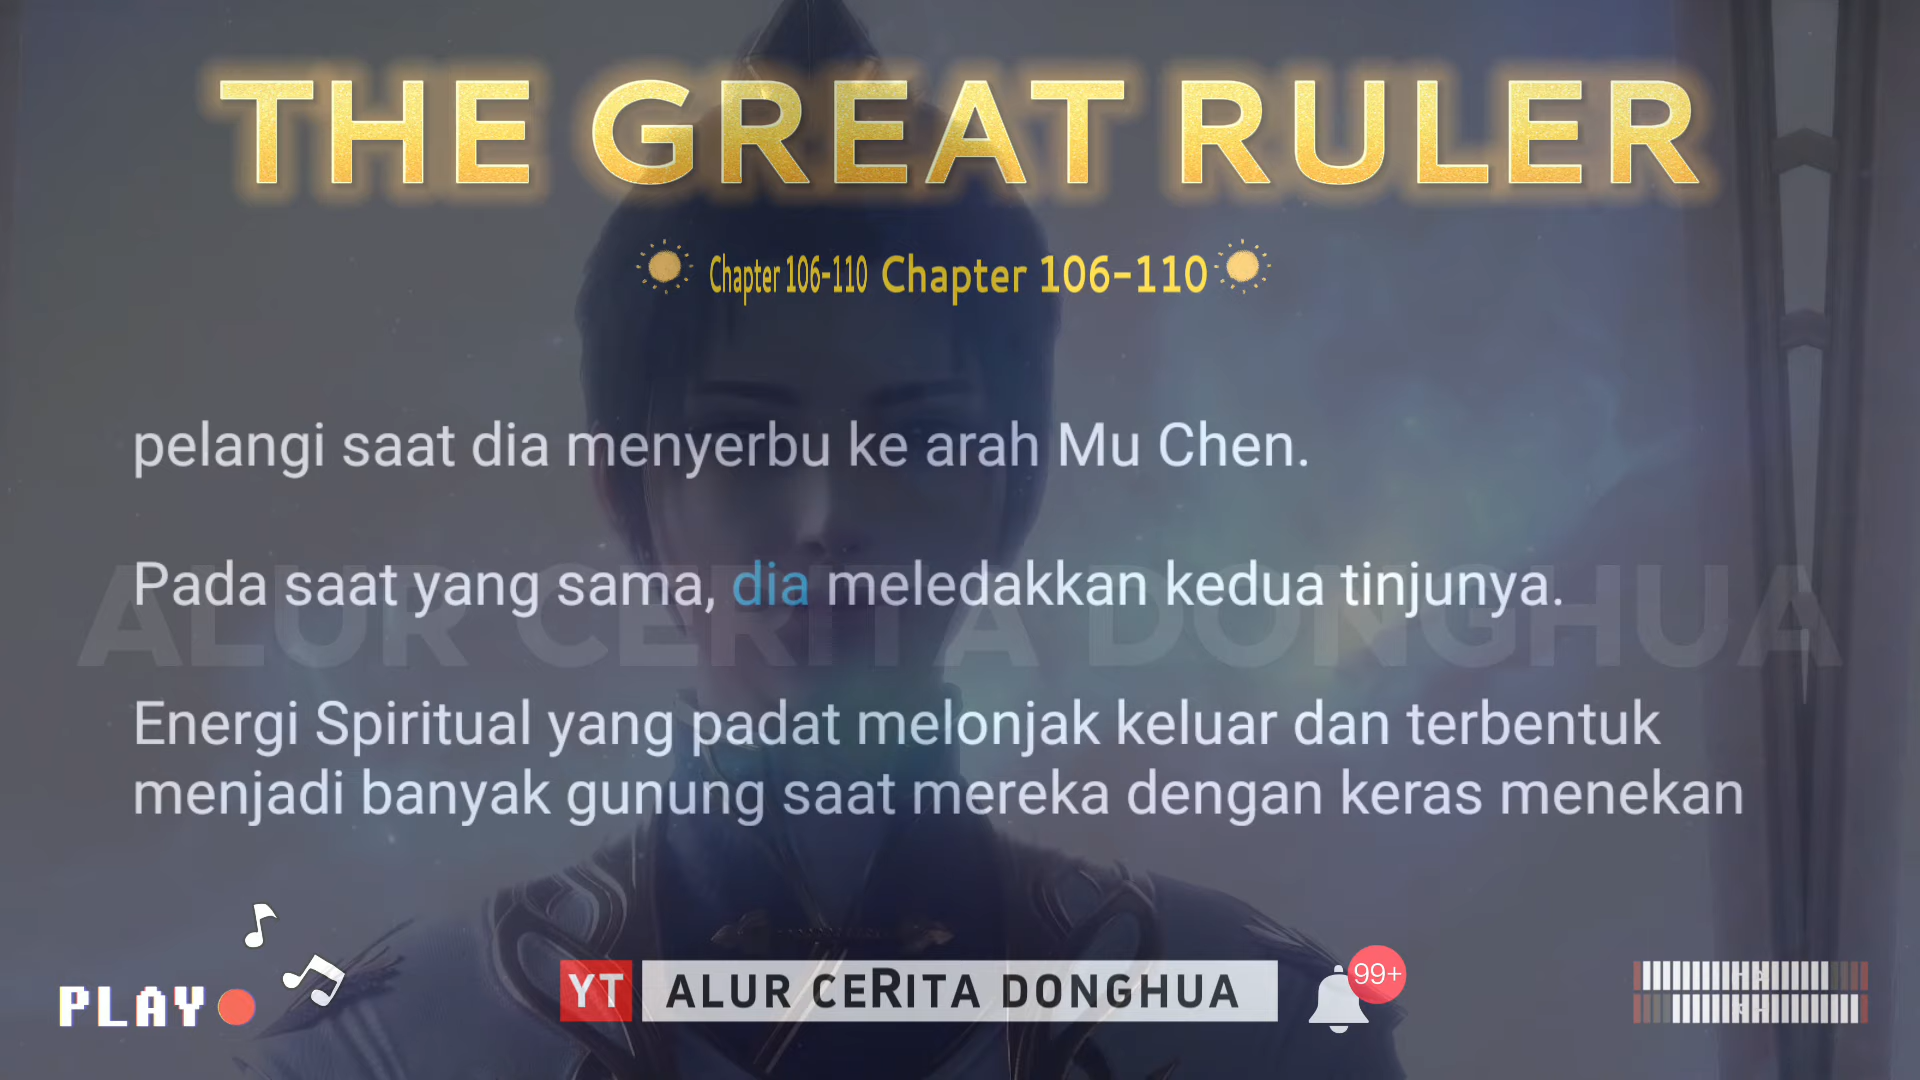 THE GREAT RULER
Chapter 106-110 Chapter 106-110
pelangi saat dia menyerbu ke arah Mu Chen.
Pada saat yang sama, dia meledakkan kedua tinjunya.
ALUR CERITA DONGHUA
Energi Spiritual yang padat melonjak keluar dan terbentuk
menjadi banyak gunung saat mereka dengan keras menekan
PLAY
YT ALUR CERITA DONGHUA
99+